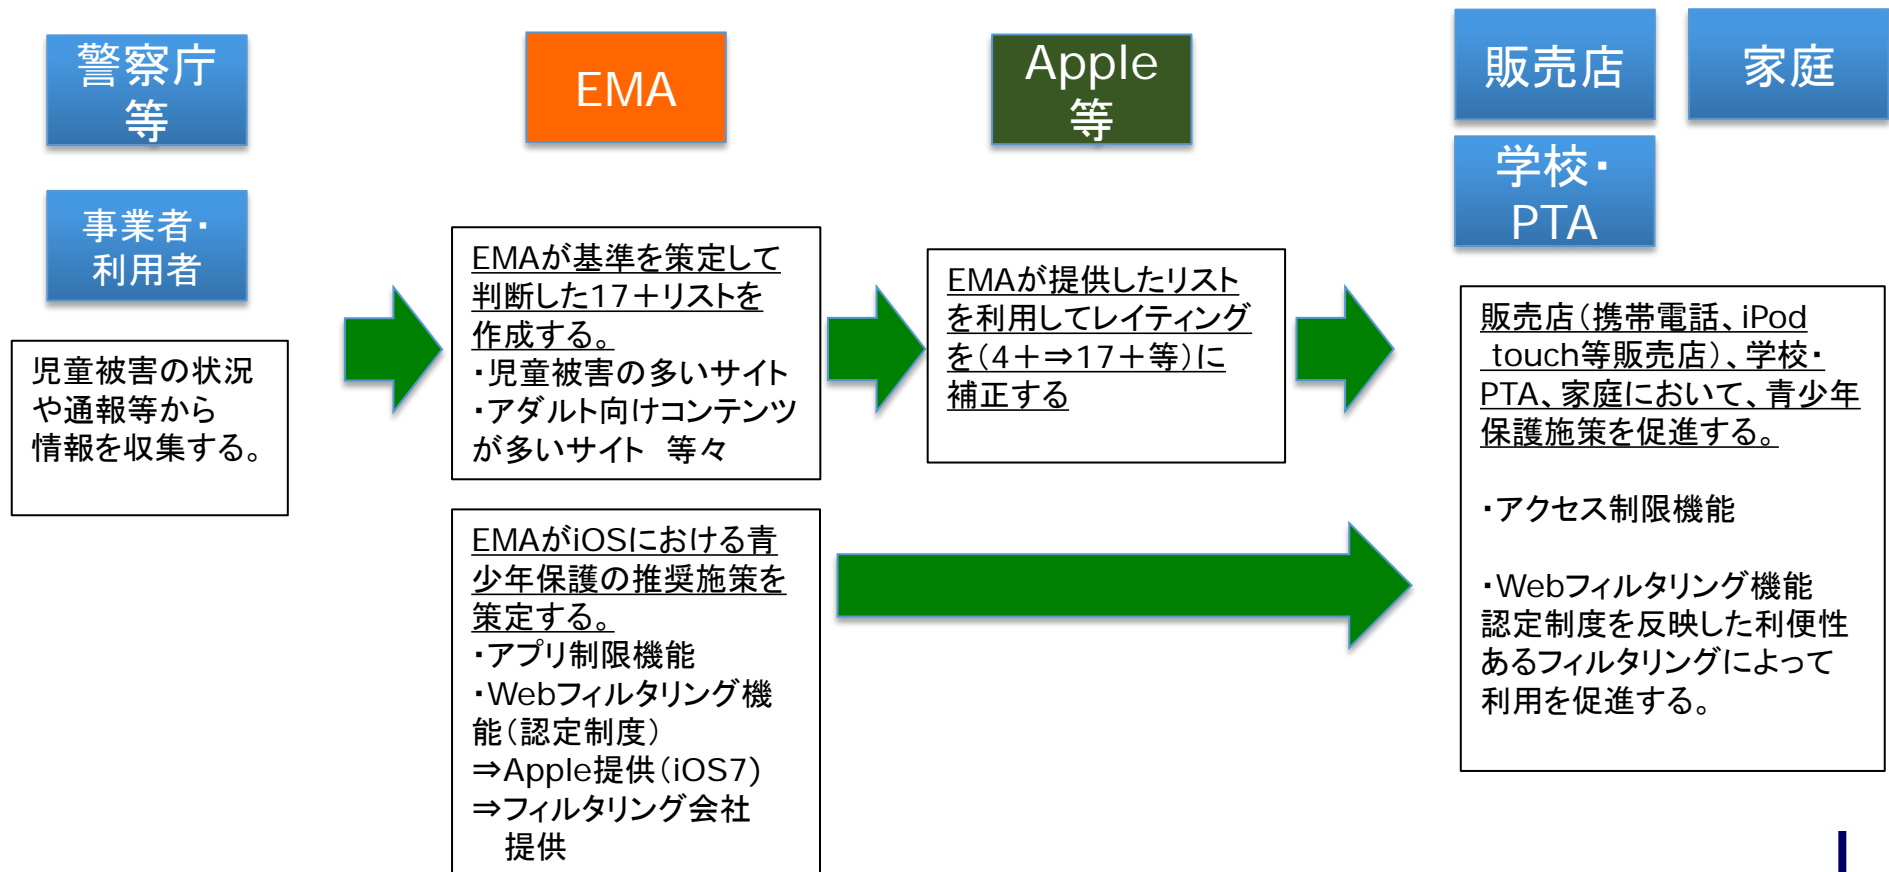 警察庁
等
事業者・
利用者
児童被害の状況
や通報等から
情報を収集する。
EMA
EMAが基準を策定して
判断した17＋リストを
作成する。
・児童被害の多いサイト
・アダルト向けコンテンツ
が多いサイト　等々
EMAがiOSにおける青
少年保護の推奨施策を
策定する。
・アプリ制限機能
・Webフィルタリング機
能（認定制度）
⇒Apple提供（iOS7）
⇒フィルタリング会社
提供
Apple
等
EMAが提供したリスト
を利用してレイティング
を（4＋⇒17＋等）に
補正する
販売店
家庭
学校・
PTA
販売店（携帯電話、iPod
touch等販売店）、学校・
PTA、家庭において、青少年
保護施策を促進する。
・アクセス制限機能
・Webフィルタリング機能
認定制度を反映した利便性
あるフィルタリングによって
利用を促進する。